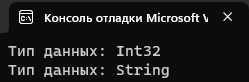 Консоль отладки Microsoft V
Тип данных: Int32
Тип данных: String